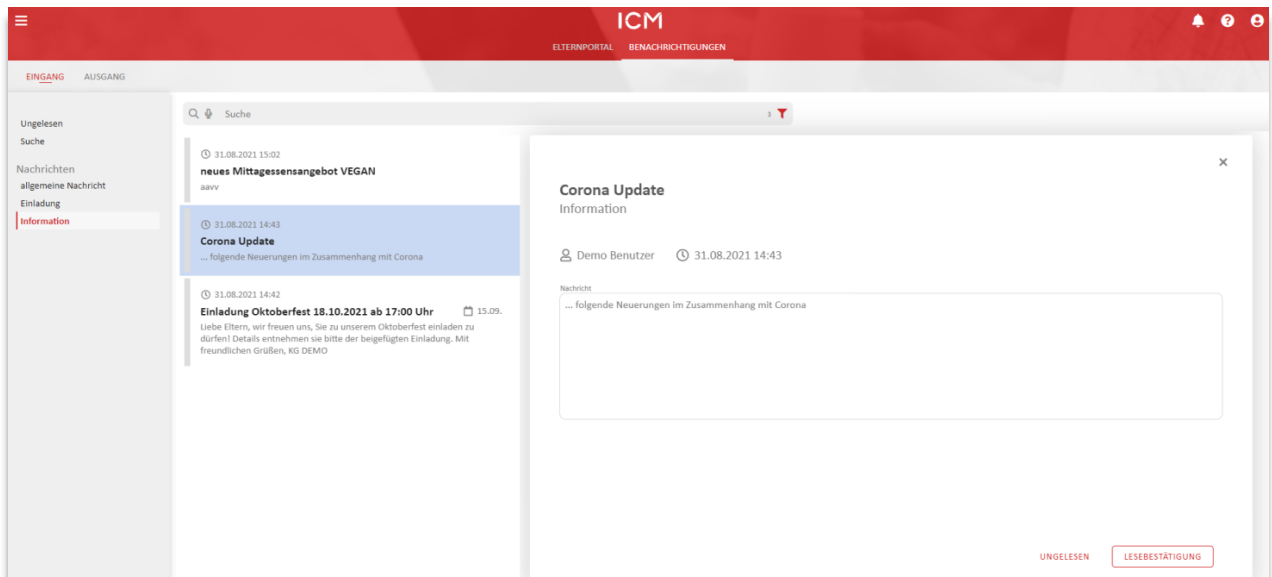 ICM
ELTERNPORTAL BENACHRICHTIGUNGEN
EINGANG AUSGANG
Ungelesen
Suche
Nachrichten
allgemeine Nachricht
Einladung
Information
Suche 3
31.08.2021 15:02
neues Mittagessensangebot VEGAN
aavv
31.08.2021 14:43
Corona Update
... folgende Neuerungen im Zusammenhang mit Corona
31.08.2021 14:42
Einladung Oktoberfest 18.10.2021 ab 17:00 Uhr 15.09.
Liebe Eltern, wir freuen uns, Sie zu unserem Oktoberfest einladen zu
dürfen! Details entnehmen sie bitte der beigefügten Einladung. Mit
freundlichen Grüßen, KG DEMO
Corona Update
Information
Demo Benutzer 31.08.2021 14:43
Nachricht
... folgende Neuerungen im Zusammenhang mit Corona
UNGELESEN LESEBESTÄTIGUNG